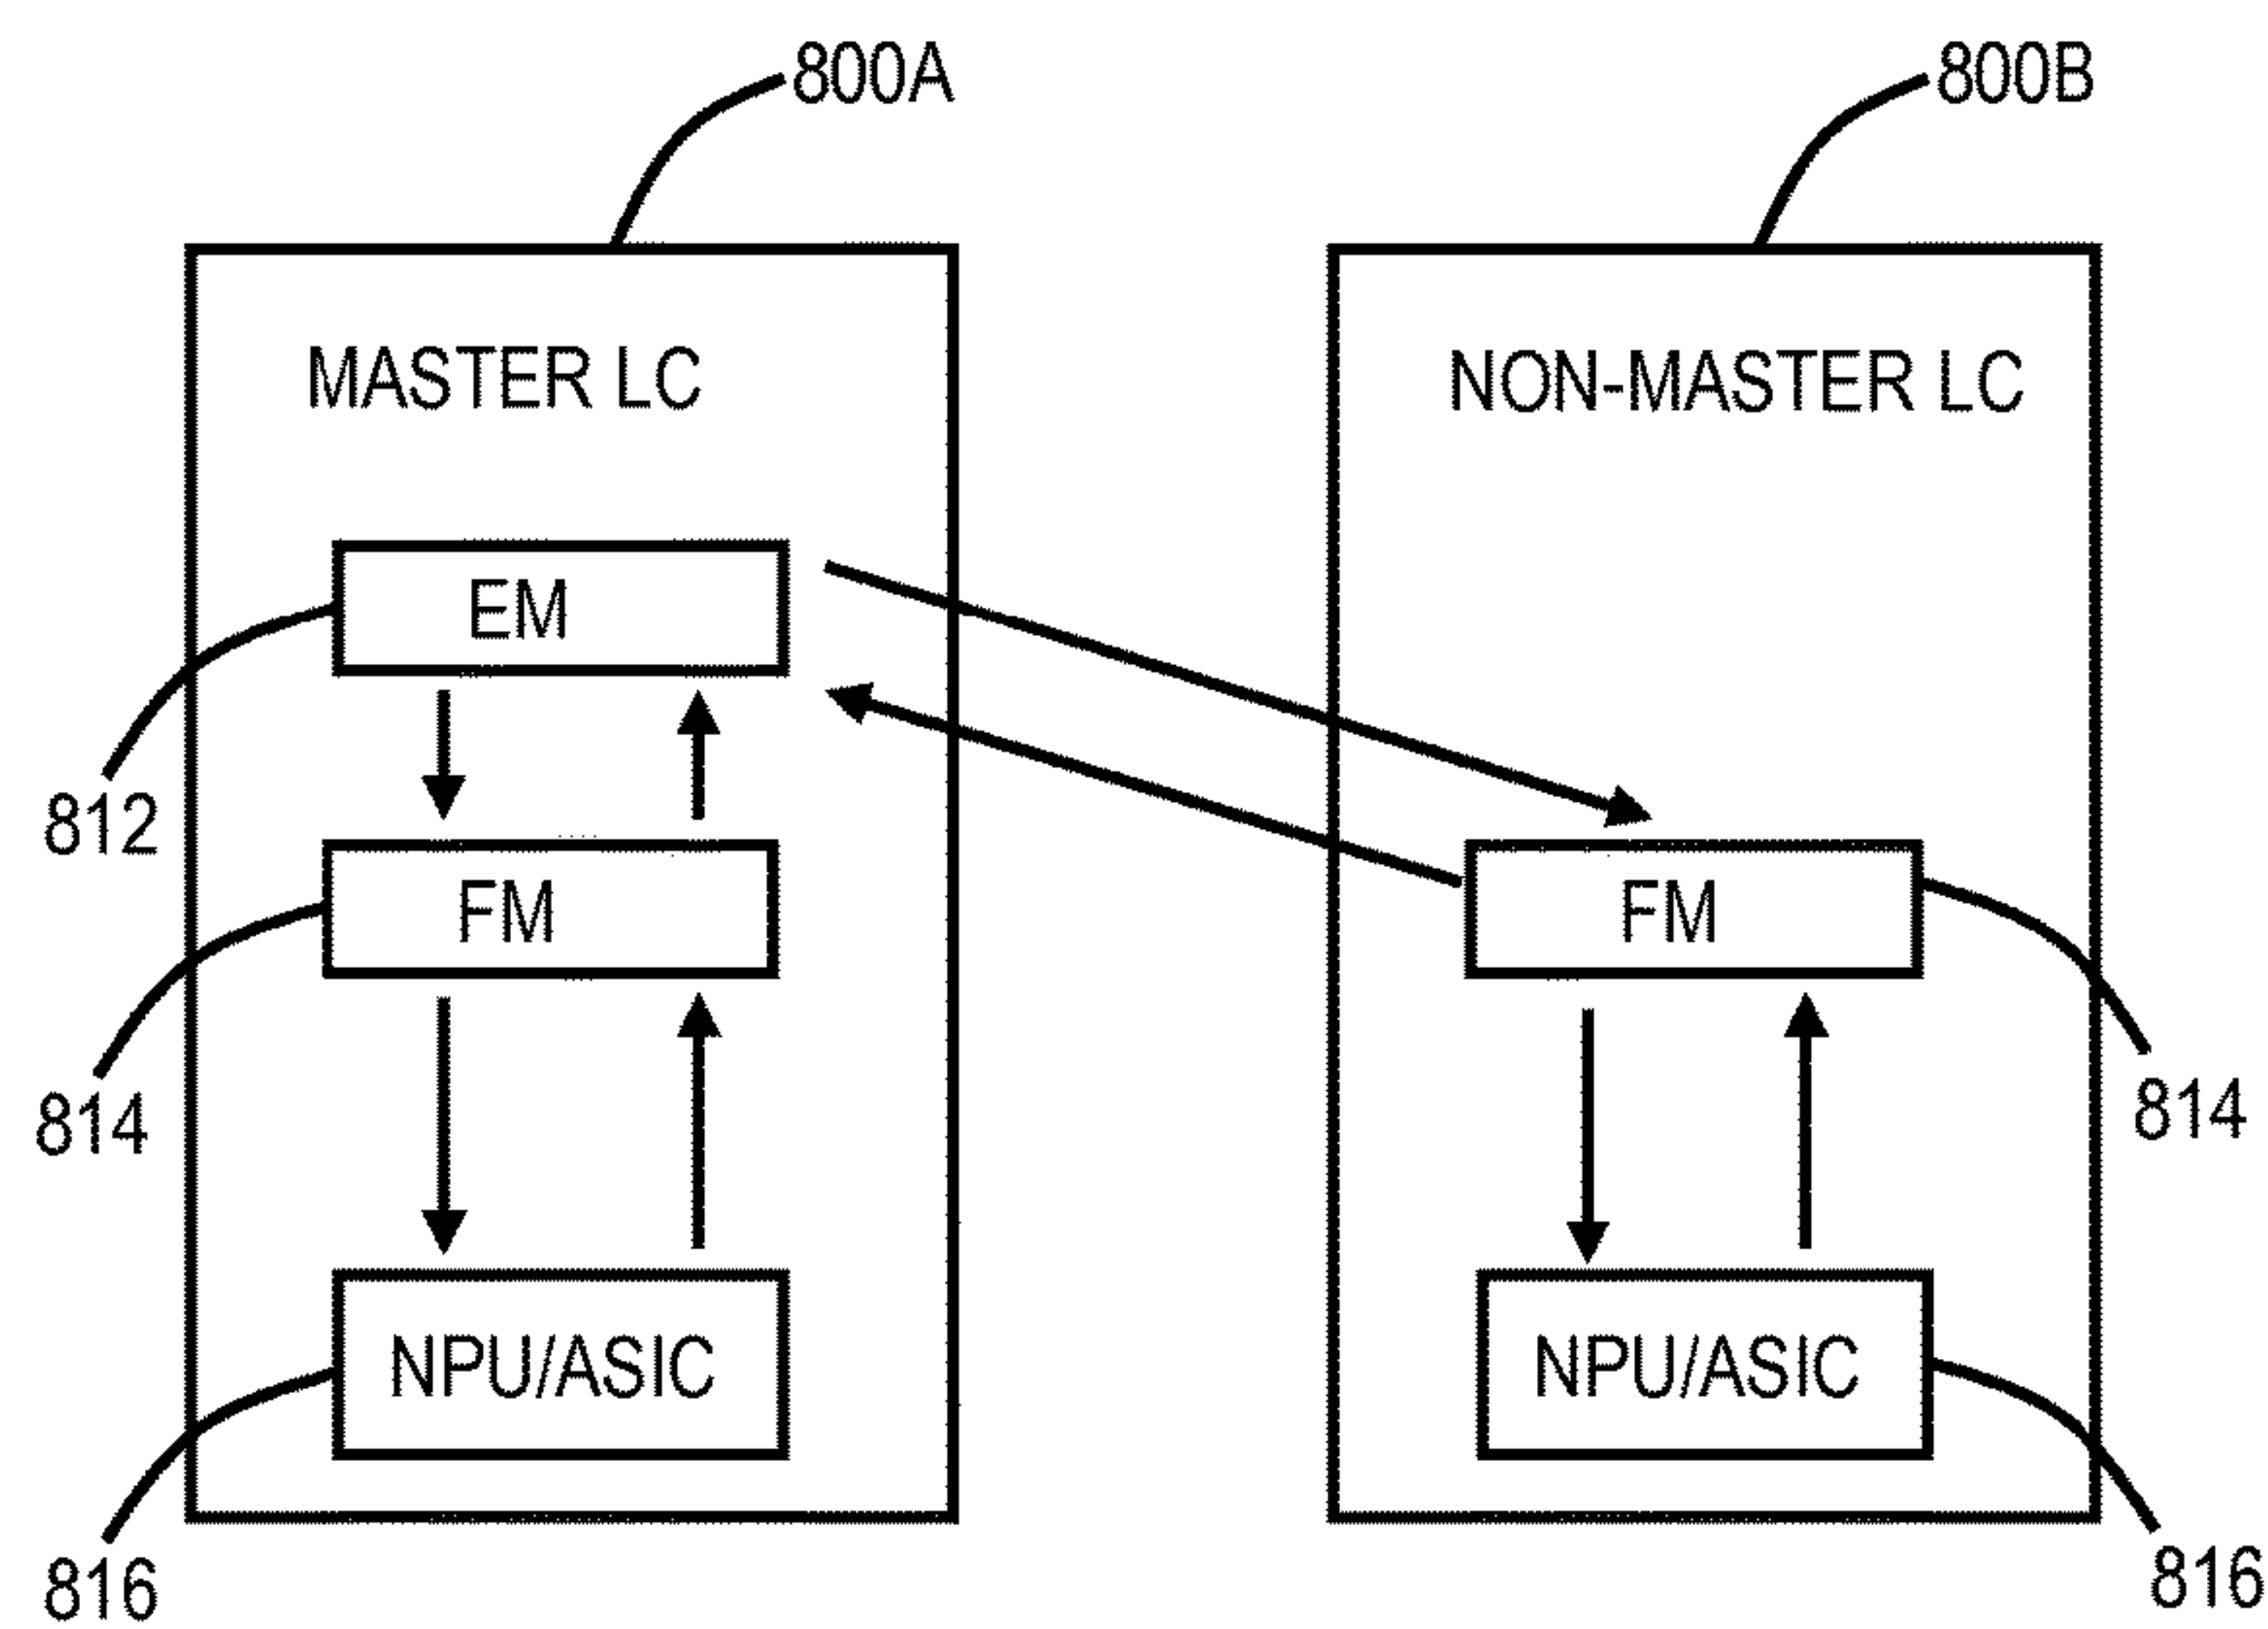 800A
800B
MASTER LC
NON-MASTER LC
EM
812
FM
FM
814
814
NPU/ASIC
NPU/ASIC
816
816